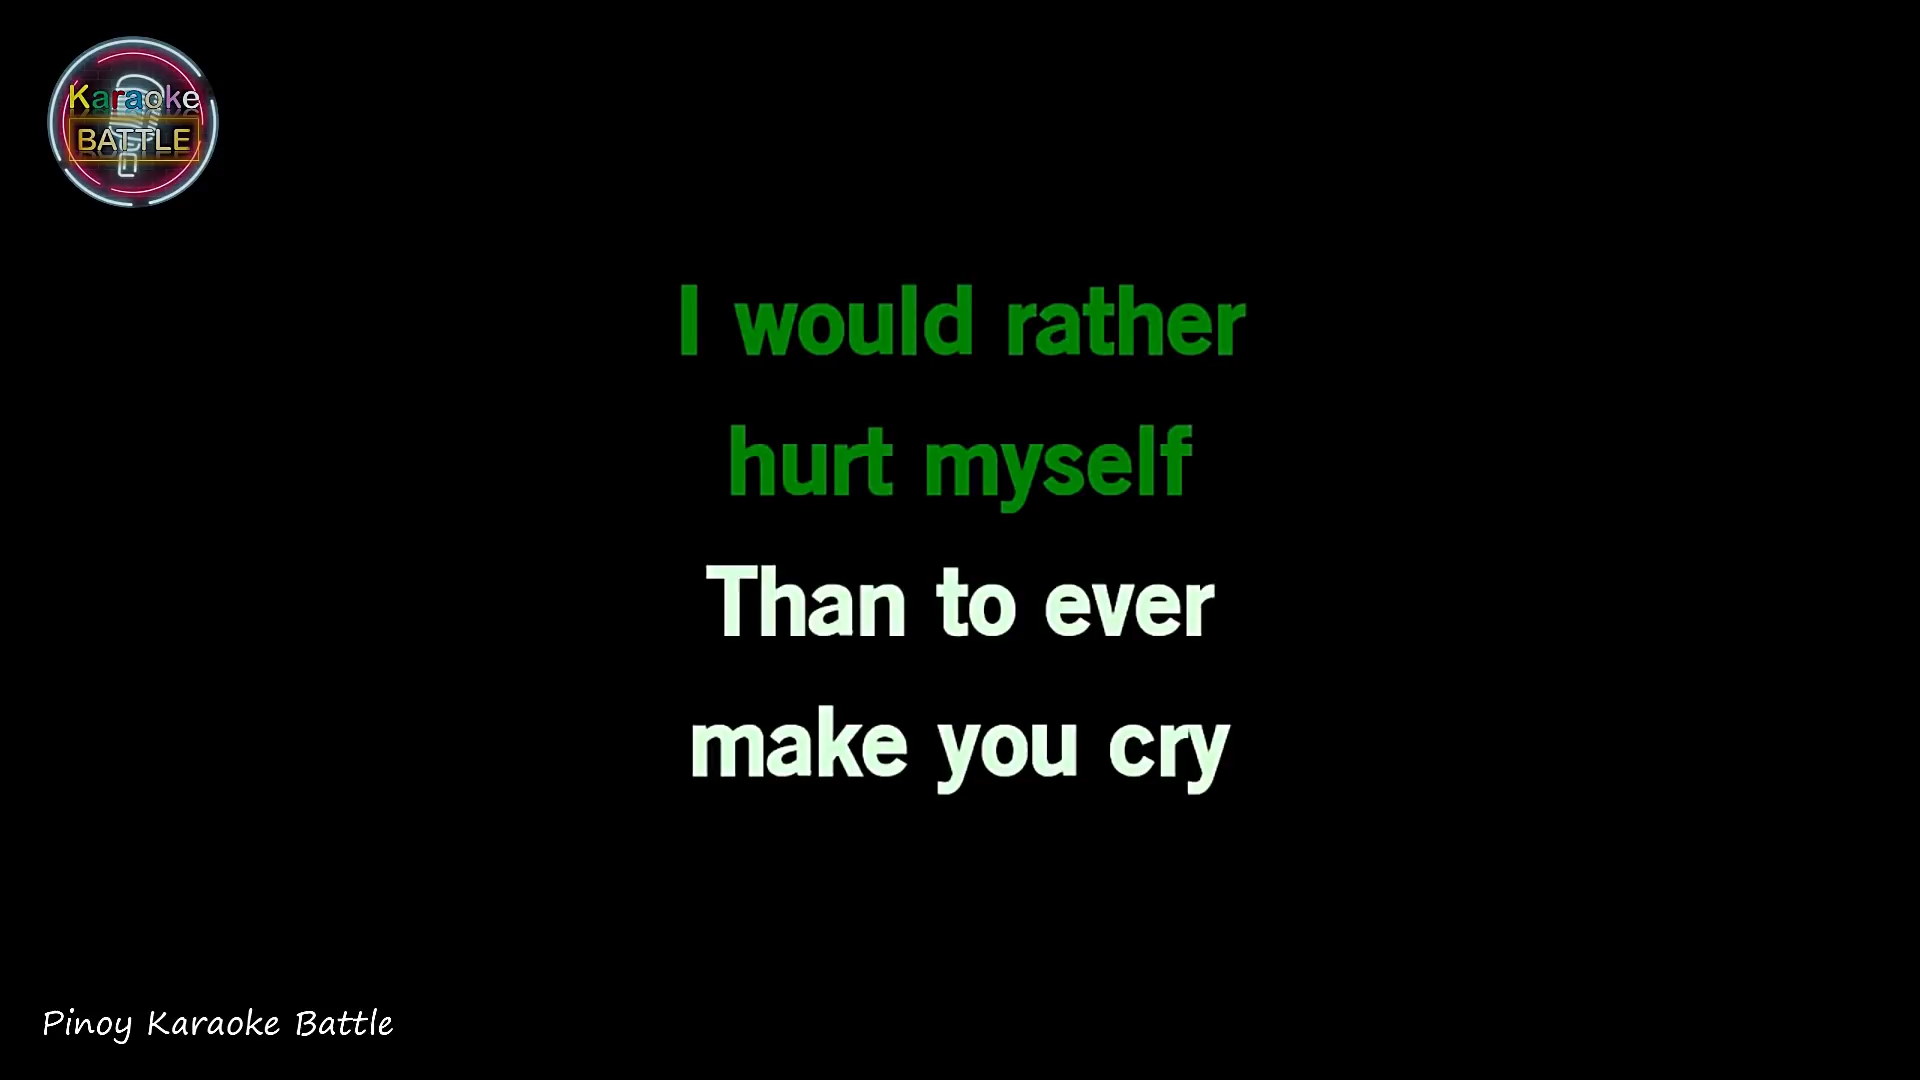 Karaoke
BATTLE
I would rather
hurt myself
Than to ever
make you cry
Pinoy Karaoke Battle